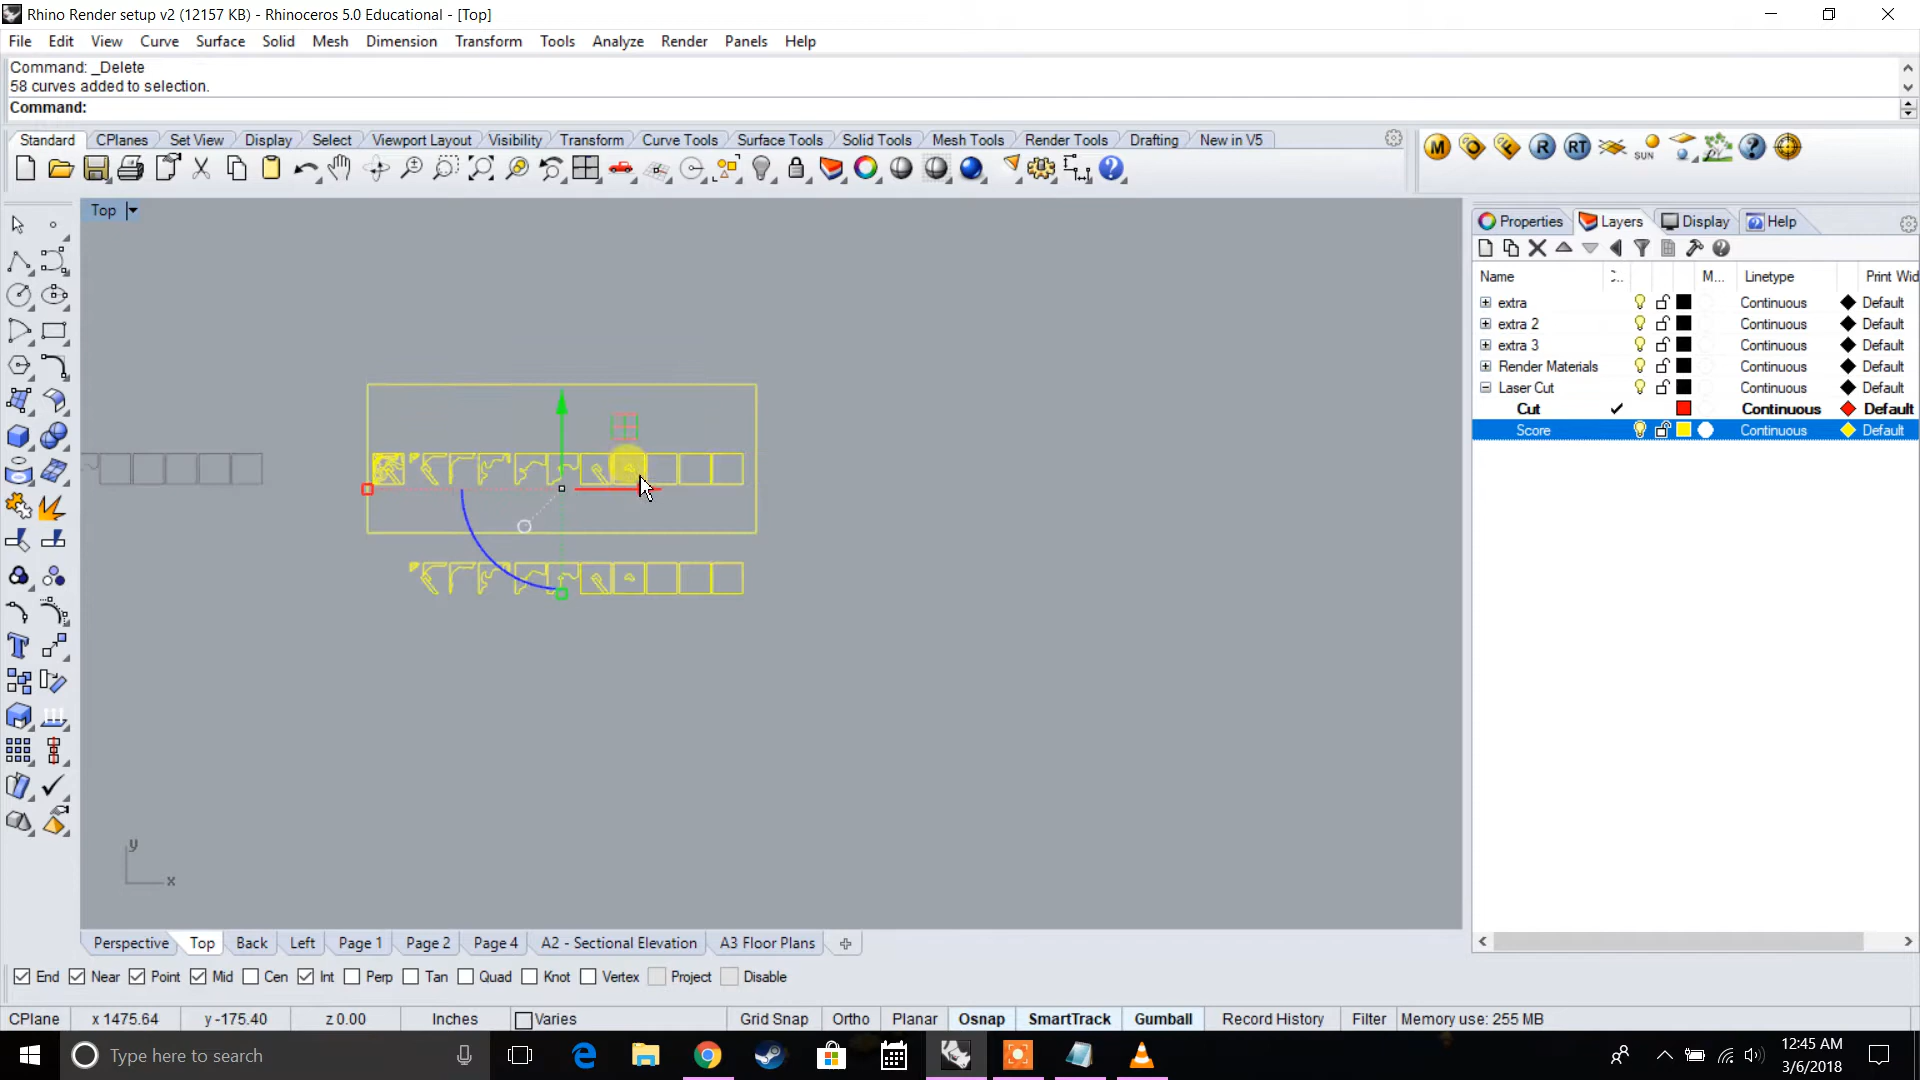 Rhino Render setup v2 (12157 KB) - Rhinoceros 5.0 Educational - [Top]
File Edit View Curve Surface Solid Mesh Dimension Transform Tools Analyze Render Panels Help
Command: _Delete
58 curves added to selection.
Command:
Standard CPlanes Set View Display Select Viewport Layout Visibility Transform Curve Tools Surface Tools Solid Tools Mesh Tools Render Tools Drafting New in V5
M R RT SUN ?
Top
Properties Layers Display Help
Name C.. M... Linetype Print Wid
extra Continuous Default
extra 2 Continuous Default
extra 3 Continuous Default
Render Materials Continuous Default
Laser Cut Continuous Default
Cut Continuous Default
Score Continuous Default
y
x
Perspective Top Back Left Page 1 Page 2 Page 4 A2 - Sectional Elevation A3 Floor Plans
End Near Point Mid Cen Int Perp Tan Quad Knot Vertex Project Disable
CPlane x 1475.64 y -175.40 z 0.00 Inches Varies Grid Snap Ortho Planar Osnap SmartTrack Gumball Record History Filter Memory use: 255 MB
Type here to search
12:45 AM
3/6/2018